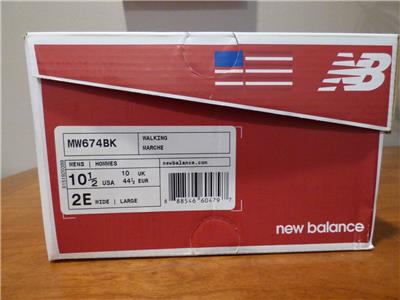 NB
MW674BK
WALKING
MARCHE
MENS | HOMMES
newbalance.com
10½ USA
10 UK
44½ EUR
2E WIDE | LARGE
8 88546 60479 7
new balance